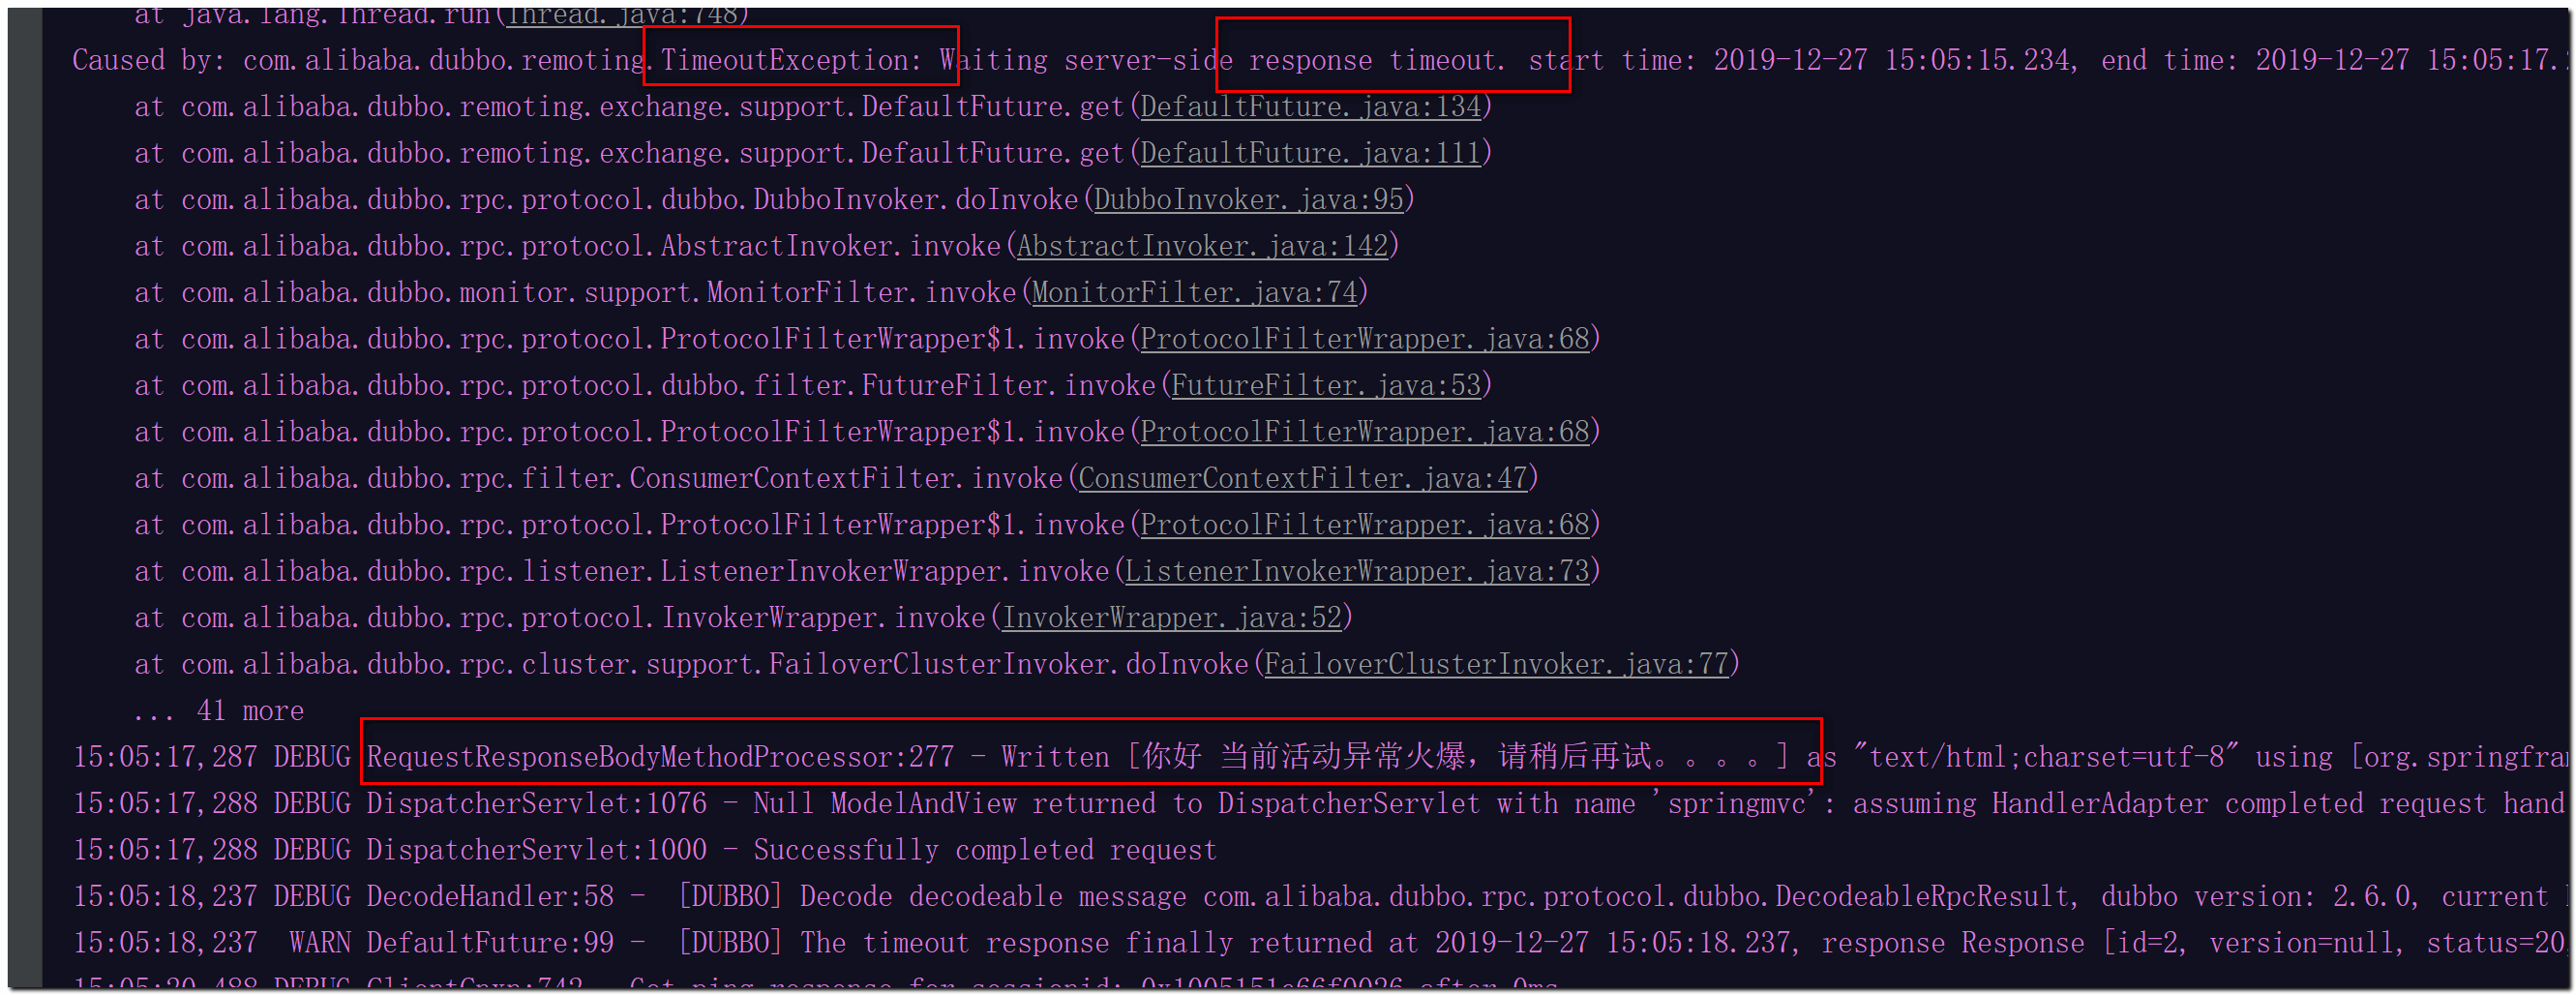 at java.lang.Thread.run(Thread.java:748)
Caused by: com.alibaba.dubbo.remoting.TimeoutException: Waiting server-side response timeout. start time: 2019-12-27 15:05:15.234, end time: 2019-12-27 15:05:17.
at com.alibaba.dubbo.remoting.exchange.support.DefaultFuture.get(DefaultFuture.java:134)
at com.alibaba.dubbo.remoting.exchange.support.DefaultFuture.get(DefaultFuture.java:111)
at com.alibaba.dubbo.rpc.protocol.dubbo.DubboInvoker.doInvoke(DubboInvoker.java:95)
at com.alibaba.dubbo.rpc.protocol.AbstractInvoker.invoke(AbstractInvoker.java:142)
at com.alibaba.dubbo.monitor.support.MonitorFilter.invoke(MonitorFilter.java:74)
at com.alibaba.dubbo.rpc.protocol.ProtocolFilterWrapper$1.invoke(ProtocolFilterWrapper.java:68)
at com.alibaba.dubbo.rpc.protocol.dubbo.filter.FutureFilter.invoke(FutureFilter.java:53)
at com.alibaba.dubbo.rpc.protocol.ProtocolFilterWrapper$1.invoke(ProtocolFilterWrapper.java:68)
at com.alibaba.dubbo.rpc.filter.ConsumerContextFilter.invoke(ConsumerContextFilter.java:47)
at com.alibaba.dubbo.rpc.protocol.ProtocolFilterWrapper$1.invoke(ProtocolFilterWrapper.java:68)
at com.alibaba.dubbo.rpc.listener.ListenerInvokerWrapper.invoke(ListenerInvokerWrapper.java:73)
at com.alibaba.dubbo.rpc.protocol.InvokerWrapper.invoke(InvokerWrapper.java:52)
at com.alibaba.dubbo.rpc.cluster.support.FailoverClusterInvoker.doInvoke(FailoverClusterInvoker.java:77)
... 41 more
15:05:17,287 DEBUG RequestResponseBodyMethodProcessor:277 - Written [你好 当前活动异常火爆，请稍后再试。。。。] as "text/html;charset=utf-8" using [org.springfra
15:05:17,288 DEBUG DispatcherServlet:1076 - Null ModelAndView returned to DispatcherServlet with name 'springmvc': assuming HandlerAdapter completed request hand
15:05:17,288 DEBUG DispatcherServlet:1000 - Successfully completed request
15:05:18,237 DEBUG DecodeHandler:58 - [DUBBO] Decode decodeable message com.alibaba.dubbo.rpc.protocol.dubbo.DecodeableRpcResult, dubbo version: 2.6.0, current
15:05:18,237 WARN DefaultFuture:99 - [DUBBO] The timeout response finally returned at 2019-12-27 15:05:18.237, response Response [id=2, version=null, status=20,
15:05:20,488 DEBUG ClientCnxn:742 - Got ping response for sessionid: 0x1005151c66f0026 after 0ms